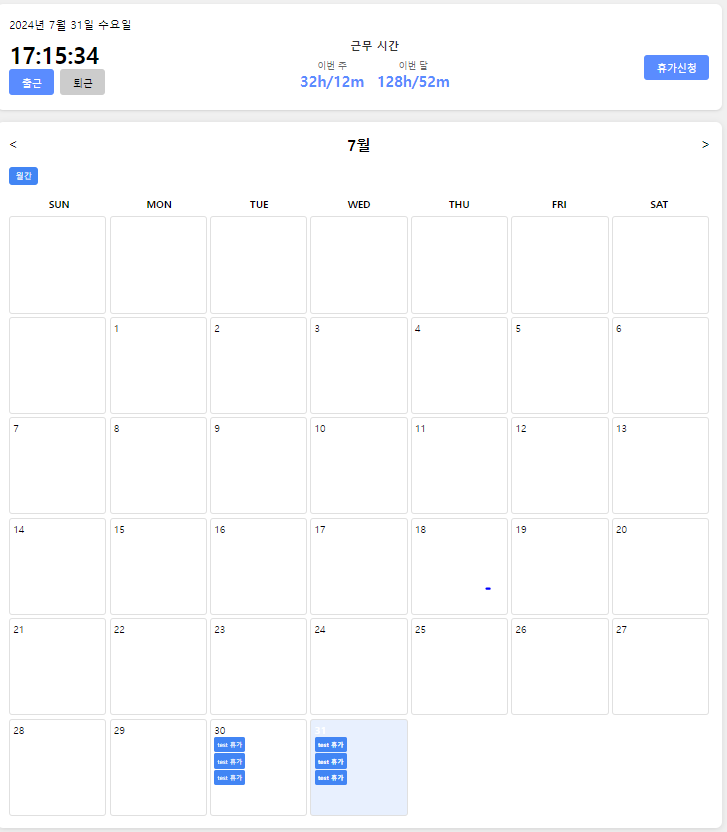 2024년 7월 31일 수요일
17:15:34
출근 퇴근
근무 시간
이번 주 이번 달
32h/12m 128h/52m
휴가신청
< 7월 >
월간
SUN MON TUE WED THU FRI SAT
1 2 3 4 5 6
7 8 9 10 11 12 13
14 15 16 17 18 19 20
-
21 22 23 24 25 26 27
28 29 30 31
test 휴가 test 휴가
test 휴가 test 휴가
test 휴가 test 휴가